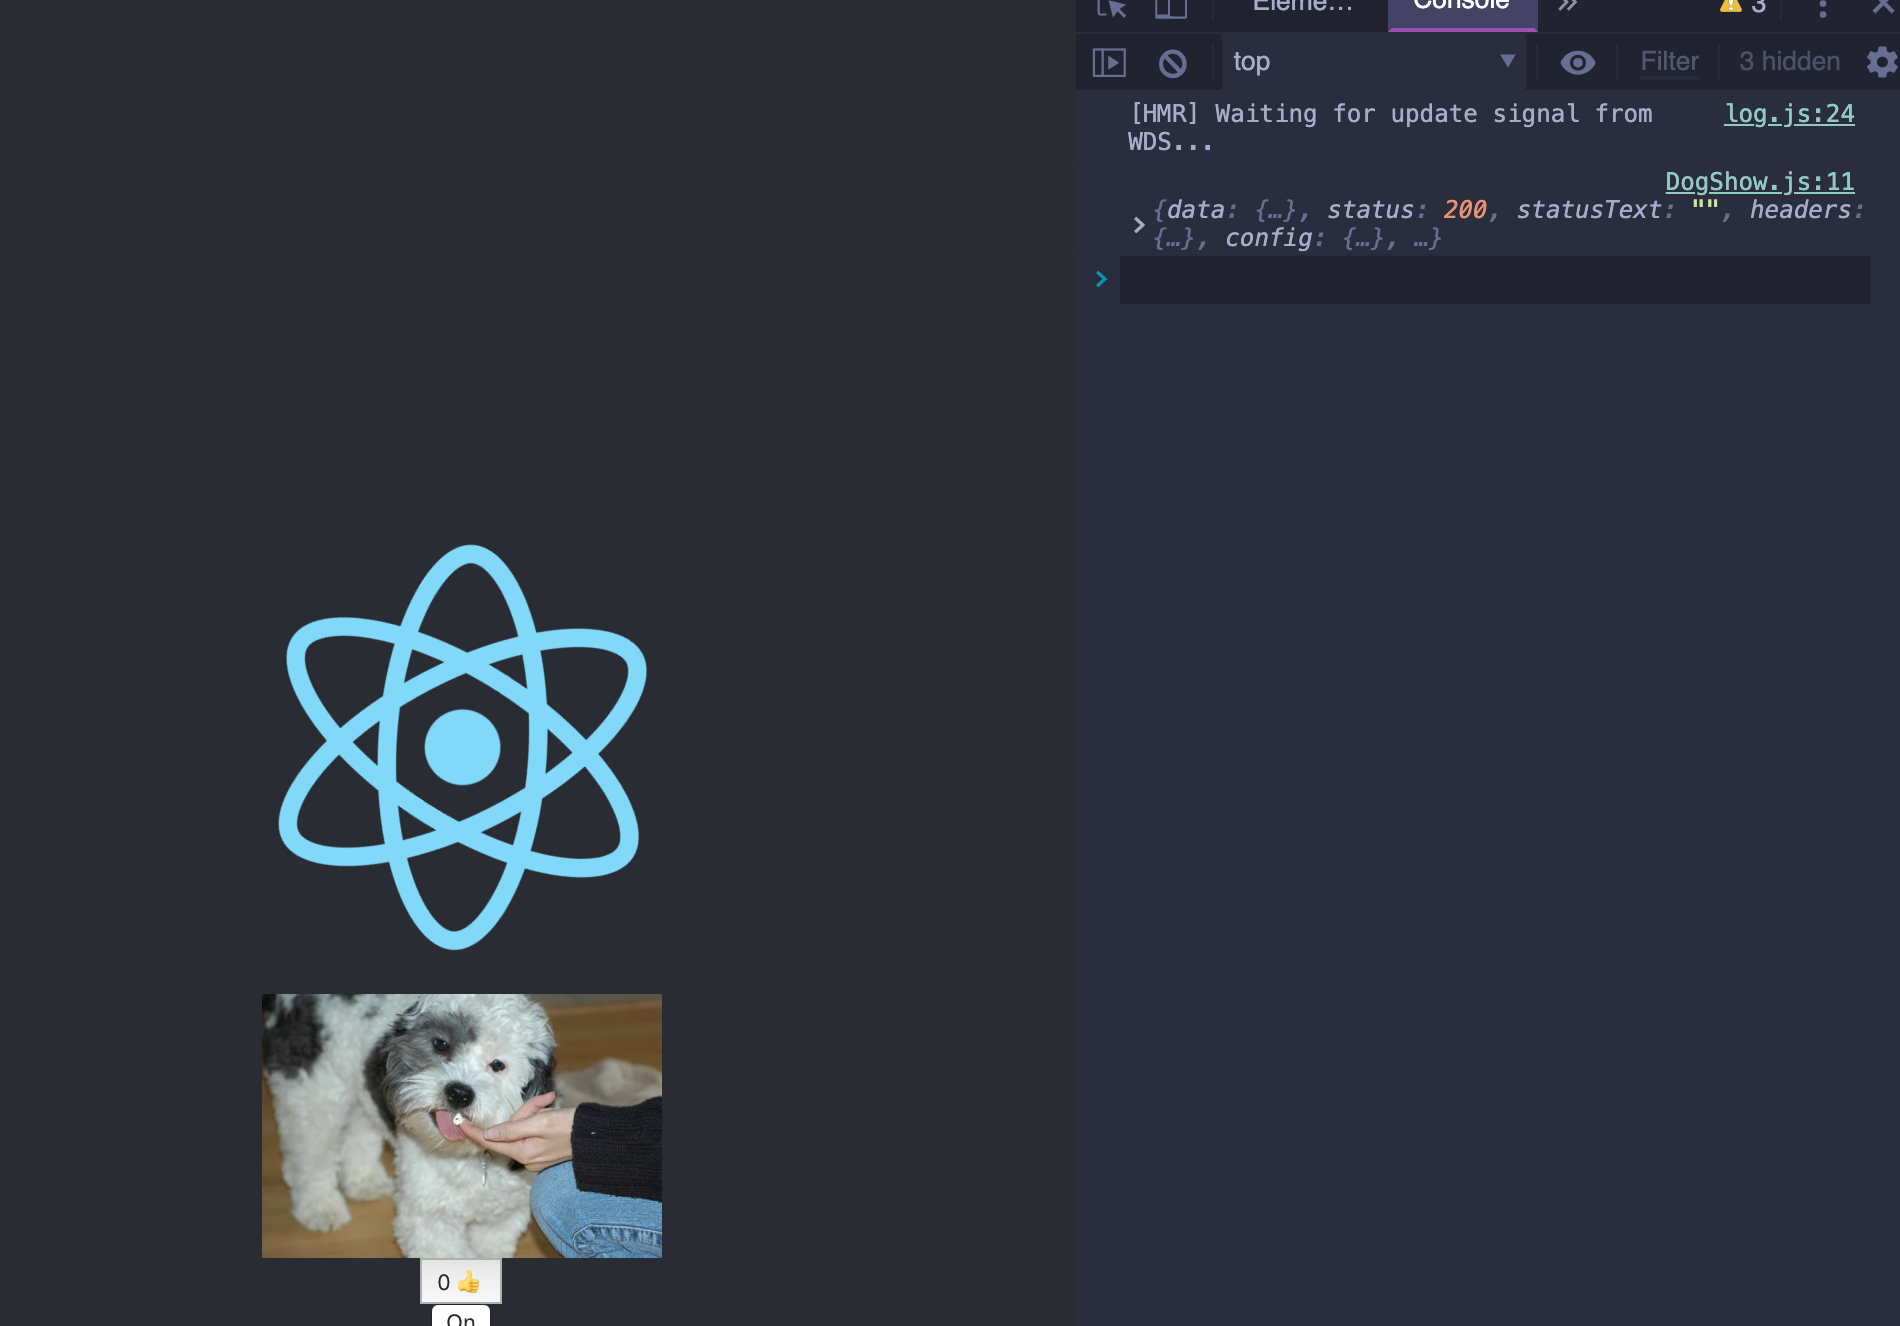 Eleme…
Console
3
top
Filter
3 hidden
[HMR] Waiting for update signal from
WDS...
log.js:24
DogShow.js:11
{data: {…}, status: 200, statusText: "", headers:
{…}, config: {…}, …}
0 👍
On